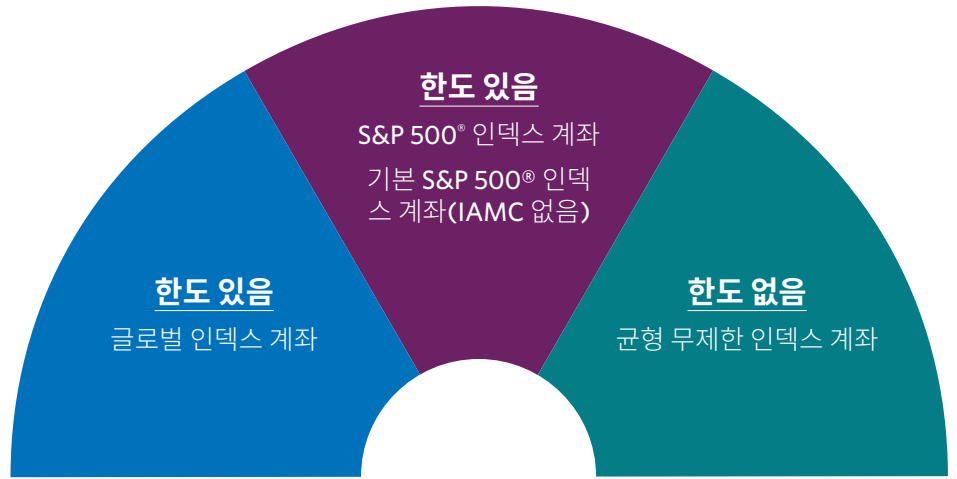 한도 있음
S&P 500® 인덱스 계좌
기본 S&P 500® 인덱
스 계좌(IAMC 없음)
한도 있음
글로벌 인덱스 계좌
한도 없음
균형 무제한 인덱스 계좌